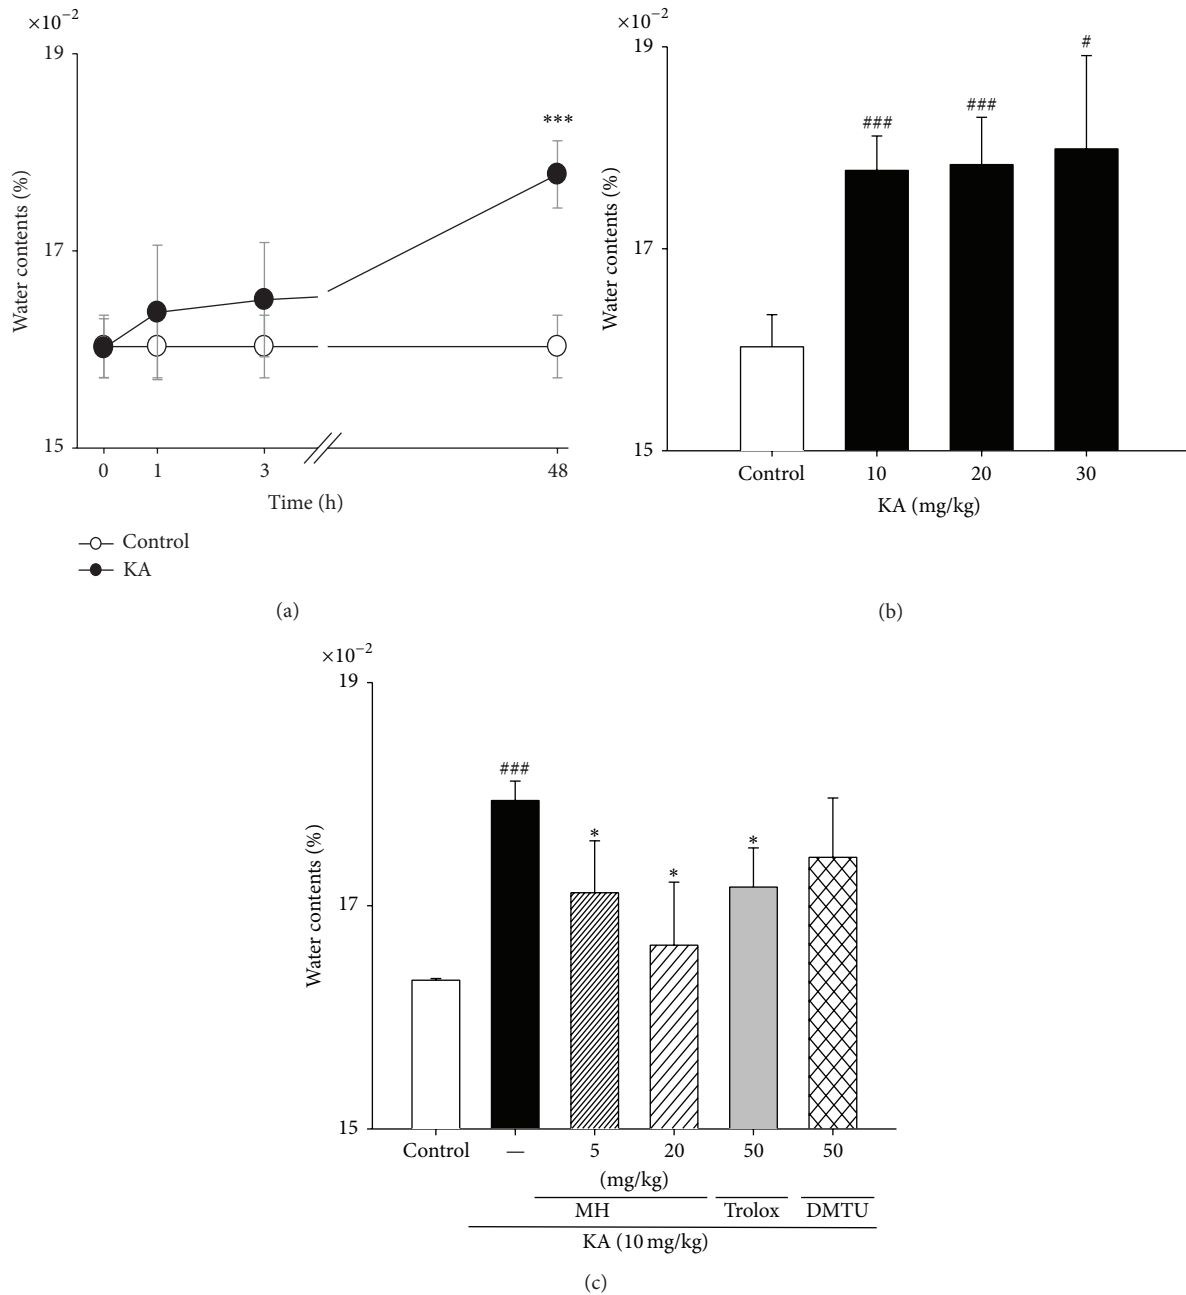 ×10−2
19
17
15
Water contents (%)
***
0 1 3 48
Time (h)
Control
KA
(a)
×10−2
19
17
15
Water contents (%)
### ### #
Control 10 20 30
KA (mg/kg)
(b)
×10−2
19
17
15
Water contents (%)
### * * *
Control — 5 20 50 50
(mg/kg)
MH Trolox DMTU
KA (10 mg/kg)
(c)